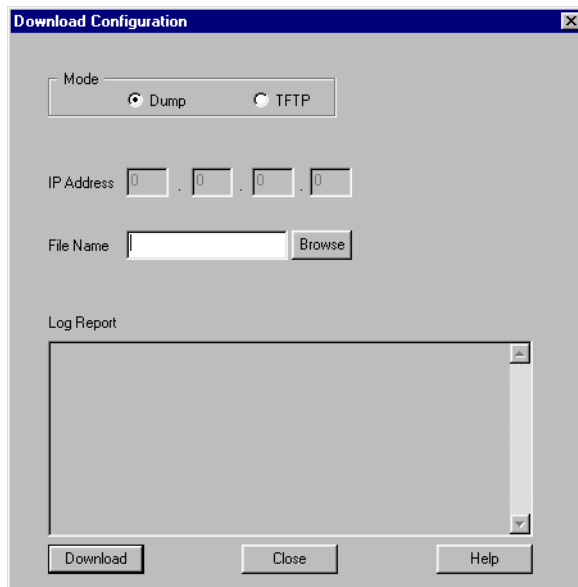 Download Configuration
Mode
Dump TFTP
IP Address 0 . 0 . 0 . 0
File Name Browse
Log Report
Download Close Help